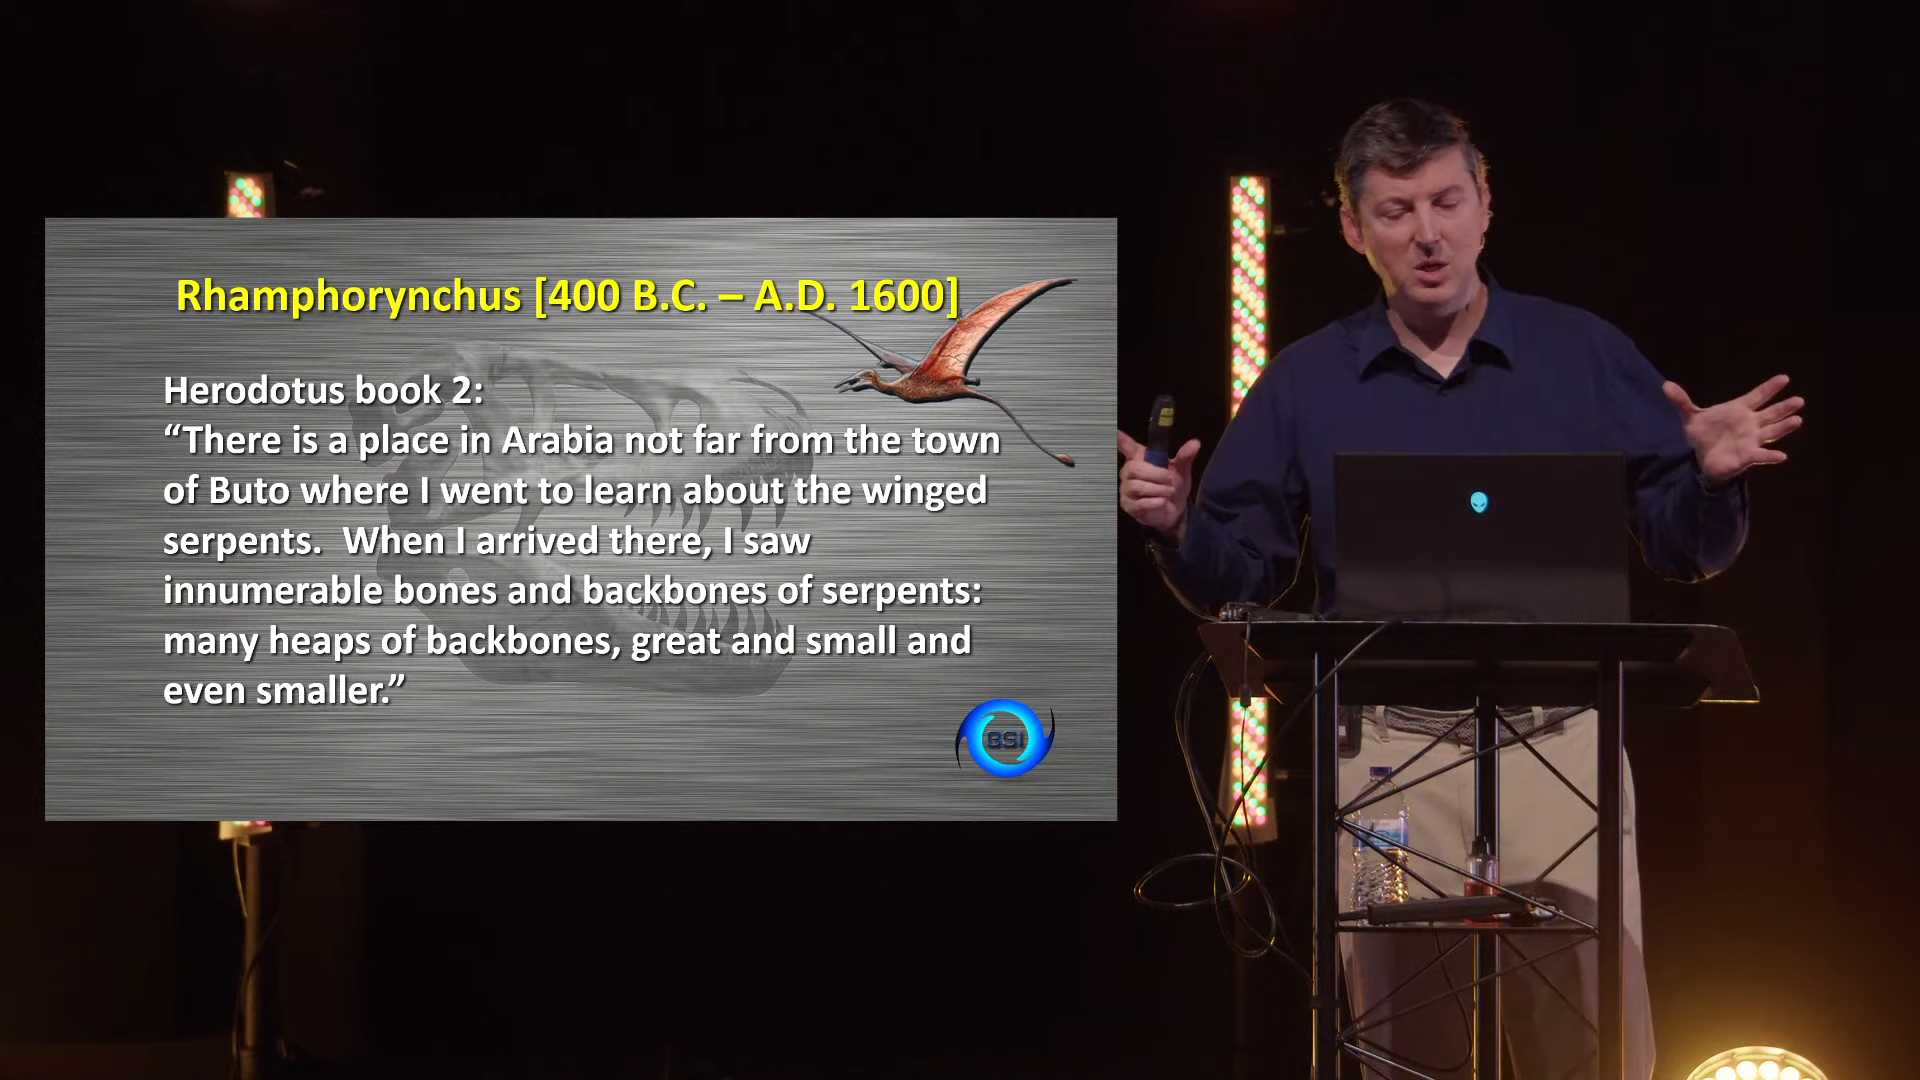 Rhamphorynchus [400 B.C. – A.D. 1600]
Herodotus book 2:
“There is a place in Arabia not far from the town
of Buto where I went to learn about the winged
serpents.  When I arrived there, I saw
innumerable bones and backbones of serpents:
many heaps of backbones, great and small and
even smaller.”
BSI